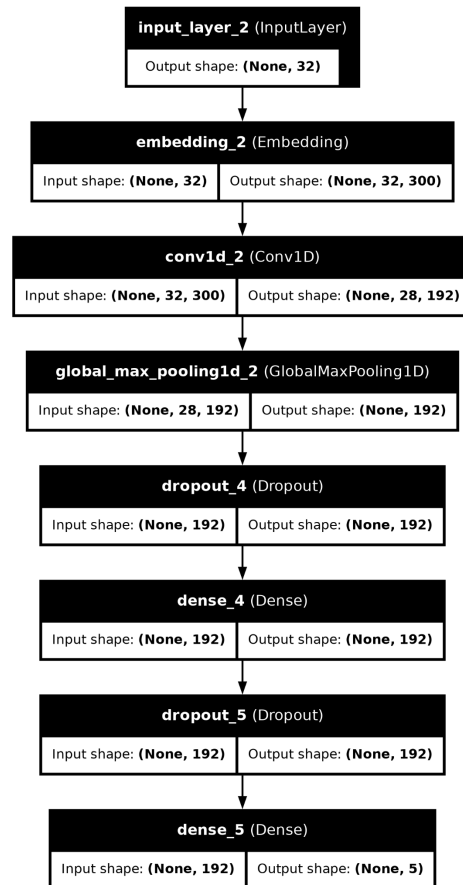 input_layer_2 (InputLayer)
Output shape: (None, 32)
embedding_2 (Embedding)
Input shape: (None, 32) Output shape: (None, 32, 300)
conv1d_2 (Conv1D)
Input shape: (None, 32, 300) Output shape: (None, 28, 192)
global_max_pooling1d_2 (GlobalMaxPooling1D)
Input shape: (None, 28, 192) Output shape: (None, 192)
dropout_4 (Dropout)
Input shape: (None, 192) Output shape: (None, 192)
dense_4 (Dense)
Input shape: (None, 192) Output shape: (None, 192)
dropout_5 (Dropout)
Input shape: (None, 192) Output shape: (None, 192)
dense_5 (Dense)
Input shape: (None, 192) Output shape: (None, 5)